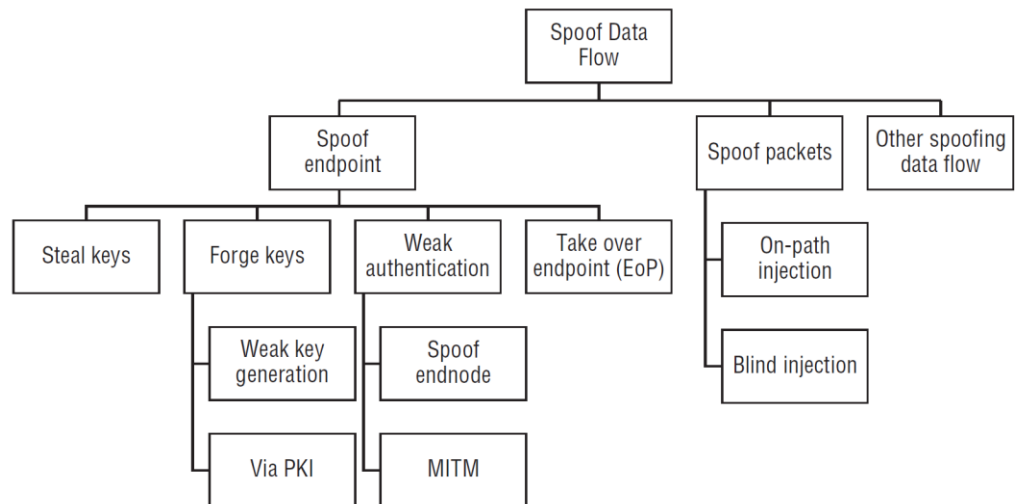 Spoof Data
Flow
Spoof
endpoint
Spoof packets
Other spoofing
data flow
Steal keys
Forge keys
Weak
authentication
Take over
endpoint (EoP)
On-path
injection
Weak key
generation
Spoof
endnode
Blind injection
Via PKI
MITM